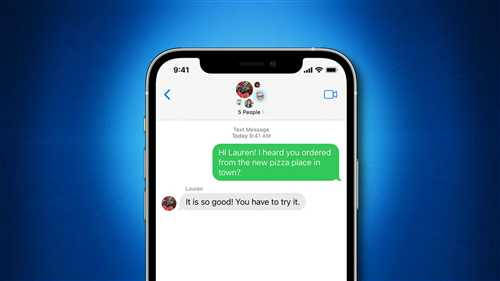 9:41
5 People
Text Message
Today 9:41 AM
Hi Lauren! I heard you ordered
from the new pizza place in
town?
Lauren
It is so good! You have to try it.